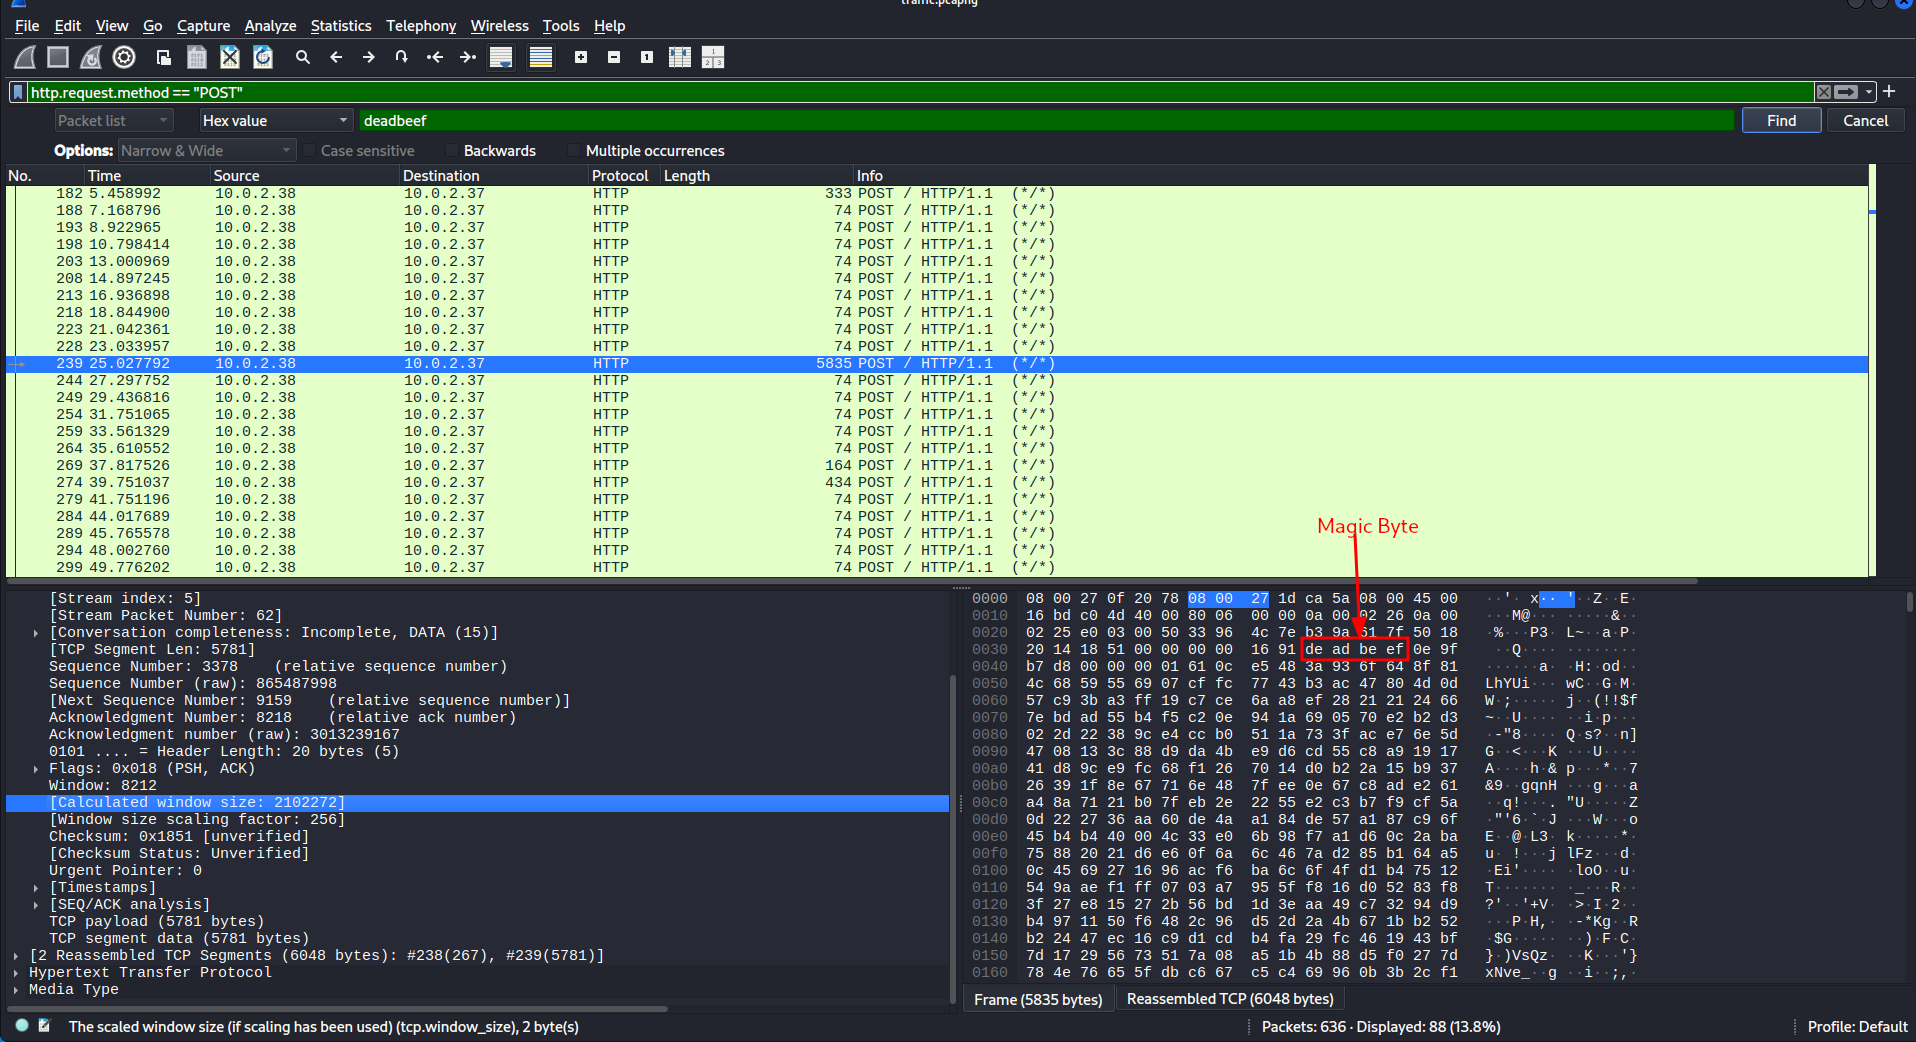 traffic.pcapng
File Edit View Go Capture Analyze Statistics Telephony Wireless Tools Help
http.request.method == "POST"
Packet list Hex value deadbeef Find Cancel
Options: Narrow & Wide Case sensitive Backwards Multiple occurrences
No. Time Source Destination Protocol Length Info
182 5.458992 10.0.2.38 10.0.2.37 HTTP 333 POST / HTTP/1.1 (*/*)
188 7.168796 10.0.2.38 10.0.2.37 HTTP 74 POST / HTTP/1.1 (*/*)
193 8.922965 10.0.2.38 10.0.2.37 HTTP 74 POST / HTTP/1.1 (*/*)
198 10.798414 10.0.2.38 10.0.2.37 HTTP 74 POST / HTTP/1.1 (*/*)
203 13.000969 10.0.2.38 10.0.2.37 HTTP 74 POST / HTTP/1.1 (*/*)
208 14.897245 10.0.2.38 10.0.2.37 HTTP 74 POST / HTTP/1.1 (*/*)
213 16.936898 10.0.2.38 10.0.2.37 HTTP 74 POST / HTTP/1.1 (*/*)
218 18.844900 10.0.2.38 10.0.2.37 HTTP 74 POST / HTTP/1.1 (*/*)
223 21.042361 10.0.2.38 10.0.2.37 HTTP 74 POST / HTTP/1.1 (*/*)
228 23.033957 10.0.2.38 10.0.2.37 HTTP 74 POST / HTTP/1.1 (*/*)
239 25.027792 10.0.2.38 10.0.2.37 HTTP 5835 POST / HTTP/1.1 (*/*)
244 27.297752 10.0.2.38 10.0.2.37 HTTP 74 POST / HTTP/1.1 (*/*)
249 29.436816 10.0.2.38 10.0.2.37 HTTP 74 POST / HTTP/1.1 (*/*)
254 31.751065 10.0.2.38 10.0.2.37 HTTP 74 POST / HTTP/1.1 (*/*)
259 33.561329 10.0.2.38 10.0.2.37 HTTP 74 POST / HTTP/1.1 (*/*)
264 35.610552 10.0.2.38 10.0.2.37 HTTP 74 POST / HTTP/1.1 (*/*)
269 37.817526 10.0.2.38 10.0.2.37 HTTP 164 POST / HTTP/1.1 (*/*)
274 39.751037 10.0.2.38 10.0.2.37 HTTP 434 POST / HTTP/1.1 (*/*)
279 41.751196 10.0.2.38 10.0.2.37 HTTP 74 POST / HTTP/1.1 (*/*)
284 44.017689 10.0.2.38 10.0.2.37 HTTP 74 POST / HTTP/1.1 (*/*)
289 45.765578 10.0.2.38 10.0.2.37 HTTP 74 POST / HTTP/1.1 (*/*)
294 48.002760 10.0.2.38 10.0.2.37 HTTP 74 POST / HTTP/1.1 (*/*)
299 49.776202 10.0.2.38 10.0.2.37 HTTP 74 POST / HTTP/1.1 (*/*)
Magic Byte
[Stream index: 5]
[Stream Packet Number: 62]
[Conversation completeness: Incomplete, DATA (15)]
[TCP Segment Len: 5781]
Sequence Number: 3378 (relative sequence number)
Sequence Number (raw): 865487998
[Next Sequence Number: 9159 (relative sequence number)]
Acknowledgment Number: 8218 (relative ack number)
Acknowledgment number (raw): 3013239167
0101 .... = Header Length: 20 bytes (5)
Flags: 0x018 (PSH, ACK)
Window: 8212
[Calculated window size: 2102272]
[Window size scaling factor: 256]
Checksum: 0x1851 [unverified]
[Checksum Status: Unverified]
Urgent Pointer: 0
[Timestamps]
[SEQ/ACK analysis]
TCP payload (5781 bytes)
TCP segment data (5781 bytes)
[2 Reassembled TCP Segments (6048 bytes): #238(267), #239(5781)]
Hypertext Transfer Protocol
Media Type
0000 08 00 27 0f 20 78 08 00 27 1d ca 5a 08 00 45 00 ··' x·· '··Z··E·
0010 16 bd c0 4d 40 00 80 06 00 00 0a 00 02 26 0a 00 ···M@··· ·····&··
0020 02 25 e0 03 00 50 33 96 4c 7e b3 9a 61 7f 50 18 ·%···P3· L~··a·P·
0030 20 14 18 51 00 00 00 00 16 91 de ad be ef 0e 9f ··Q···· ········
0040 b7 d8 00 00 00 01 61 0c e5 48 3a 93 6f 64 8f 81 ······a· ·H:·od··
0050 4c 68 59 55 69 07 cf fc 77 43 b3 ac 47 80 4d 0d LhYUi··· wC··G·M·
0060 57 c9 3b a3 ff 19 c7 ce 6a a8 ef 28 21 21 24 66 W·;····· j··(!!$f
0070 7e bd ad 55 b4 f5 c2 0e 94 1a 69 05 70 e2 b2 d3 ~··U···· ··i·p···
0080 02 2d 22 38 9c e4 cc b0 51 1a 73 3f ac e7 6e 5d ·-"8···· Q·s?··n]
0090 47 08 13 3c 88 d9 da 4b e9 d6 cd 55 c8 a9 19 17 G··<···K ···U····
00a0 41 d8 9c e9 fc 68 f1 26 70 14 d0 b2 2a 15 b9 37 A····h·& p···*··7
00b0 26 39 1f 8e 67 71 6e 48 7f ee 0e 67 c8 ad e2 61 &9··gqnH ···g···a
00c0 a4 8a 71 21 b0 7f eb 2e 22 55 e2 c3 b7 f9 cf 5a ··q!···. "U·····Z
00d0 0d 22 27 36 aa 60 de 4a a1 84 de 57 a1 87 c9 6f ·"'6·`·J ···W···o
00e0 45 b4 b4 40 00 4c 33 e0 6b 98 f7 a1 d6 0c 2a ba E··@·L3· k·····*·
00f0 75 88 20 21 d6 e6 0f 6a 6c 46 7a d2 85 b1 64 a5 u· !···j lFz···d·
0100 0c 45 69 27 16 96 ac f6 ba 6c 6f 4f d1 b4 75 12 ·Ei'···· ·loO··u·
0110 54 9a ae f1 ff 07 03 a7 95 5f f8 16 d0 52 83 f8 T······· ·_···R··
0120 3f 27 e8 15 27 2b 56 bd 1d 3e aa 49 c7 32 94 d9 ?'··'+V· ·>·I·2··
0130 b4 97 11 50 f6 48 2c 96 d5 2d 2a 4b 67 1b b2 52 ···P·H,· ·-*Kg··R
0140 b2 24 47 ec 16 c9 d1 cd b4 fa 29 fc 46 19 43 bf ·$G····· ··)·F·C·
0150 7d 17 29 56 73 51 7a 08 a5 1b 4b 88 d5 f0 27 7d }·)VsQz· ··K···'}
0160 78 4e 76 65 5f db c6 67 c5 c4 69 96 0b 3b 2c f1 xNve_··g ··i··;,·
Frame (5835 bytes) Reassembled TCP (6048 bytes)
The scaled window size (if scaling has been used) (tcp.window_size), 2 byte(s) Packets: 636 · Displayed: 88 (13.8%) Profile: Default